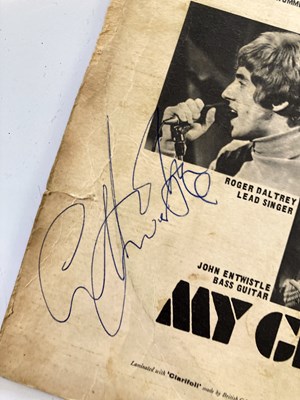 ROGER DALTREY
LEAD SINGER
JOHN ENTWISTLE
BASS GUITAR
MY G
Laminated with 'Clarifoil' made by British